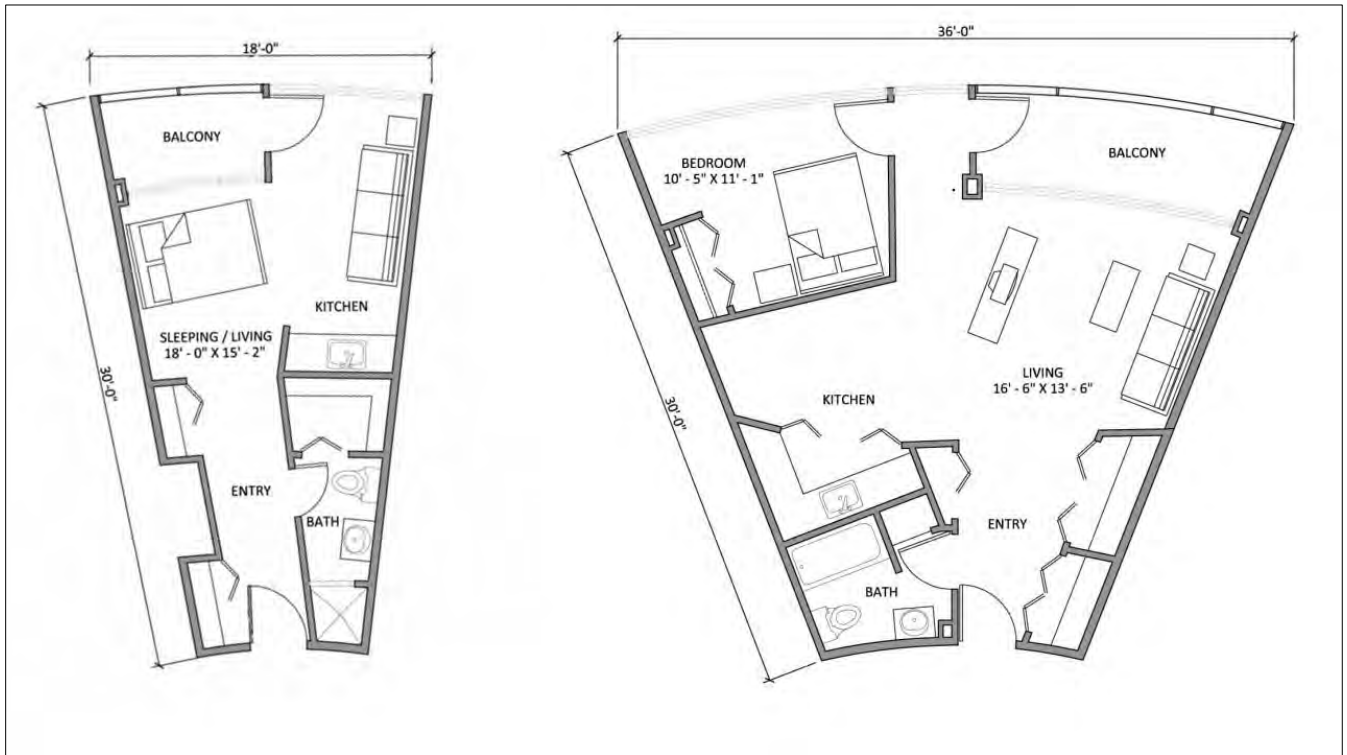 18'-0"
BALCONY
KITCHEN
SLEEPING / LIVING
18' - 0" X 15' - 2"
30'-0"
ENTRY
BATH
36'-0"
BEDROOM
10' - 5" X 11' - 1"
BALCONY
LIVING
16' - 6" X 13' - 6"
KITCHEN
30'-0"
ENTRY
BATH